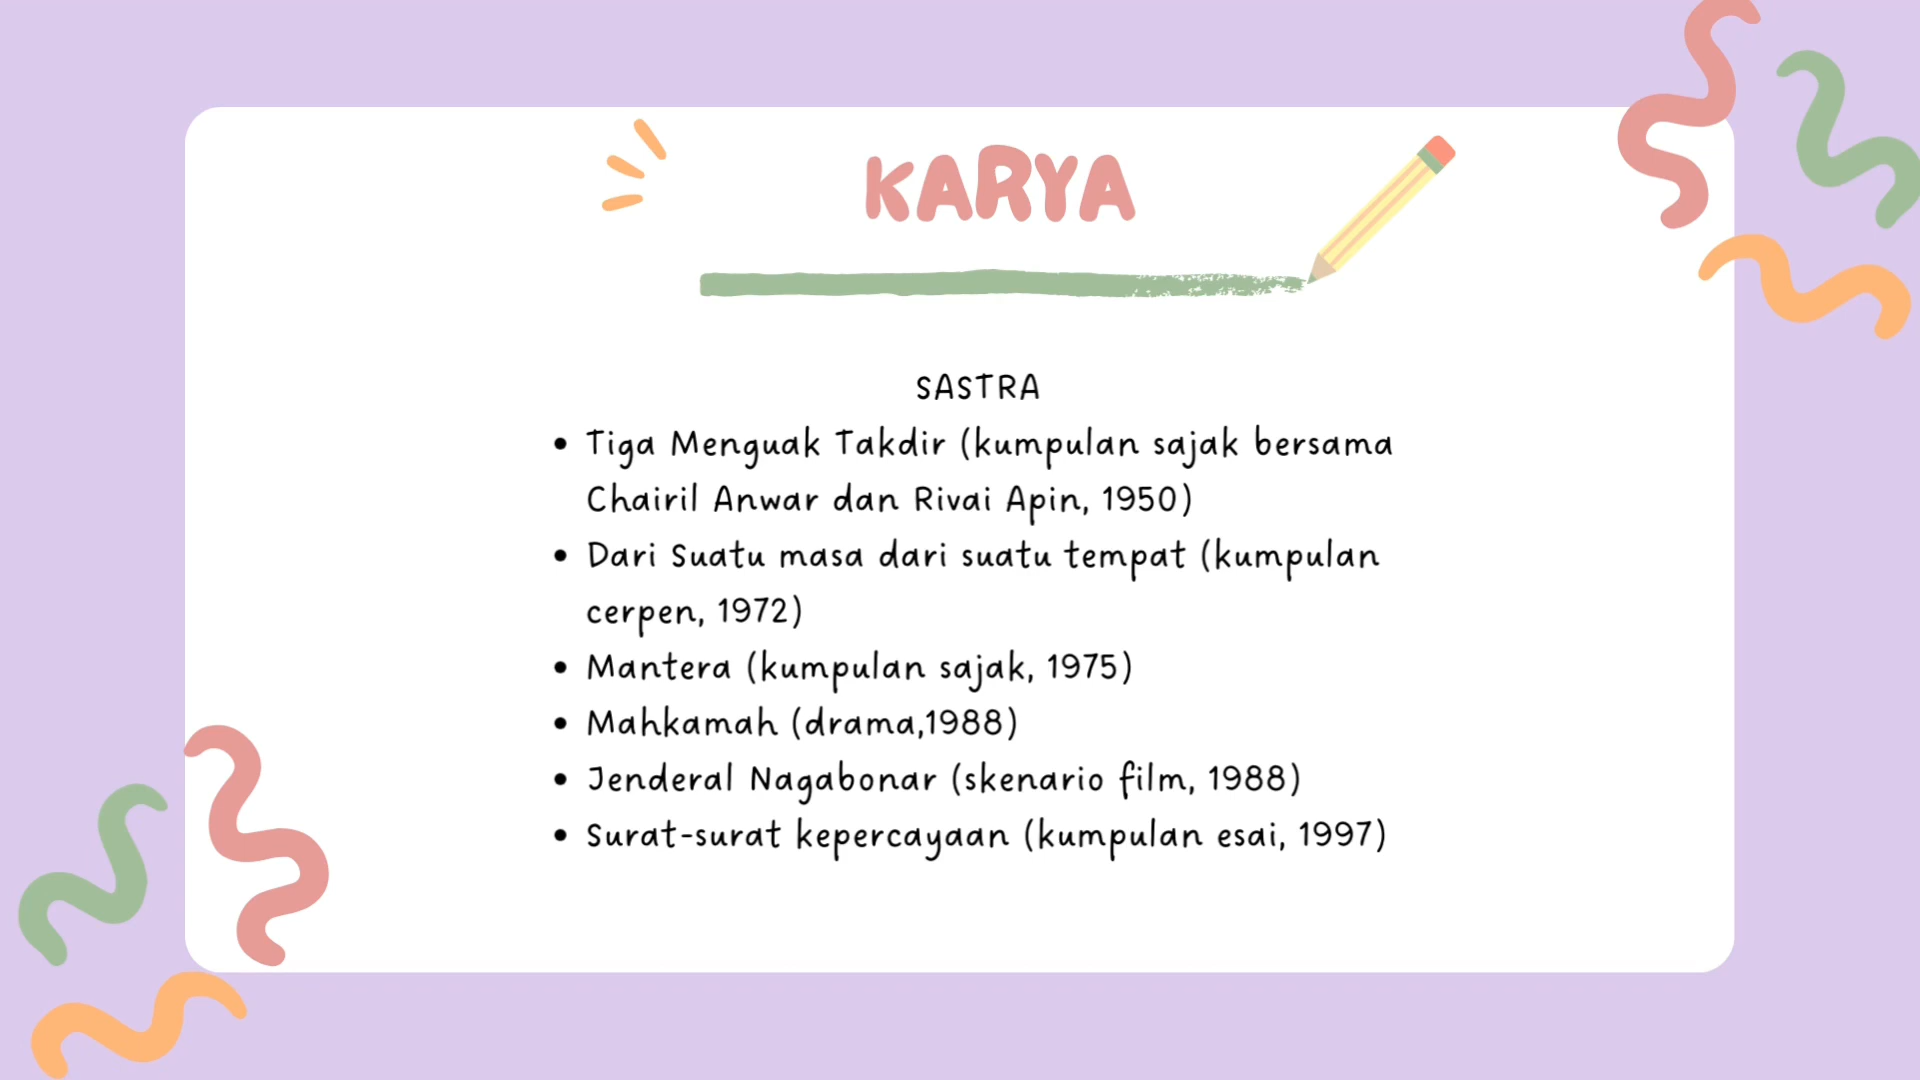 KARYA
SASTRA
• Tiga Menguak Takdir (kumpulan sajak bersama
Chairil Anwar dan Rivai Apin, 1950)
• Dari Suatu masa dari suatu tempat (kumpulan
cerpen, 1972)
• Mantera (kumpulan sajak, 1975)
• Mahkamah (drama,1988)
• Jenderal Nagabonar (skenario film, 1988)
• Surat-surat kepercayaan (kumpulan esai, 1997)